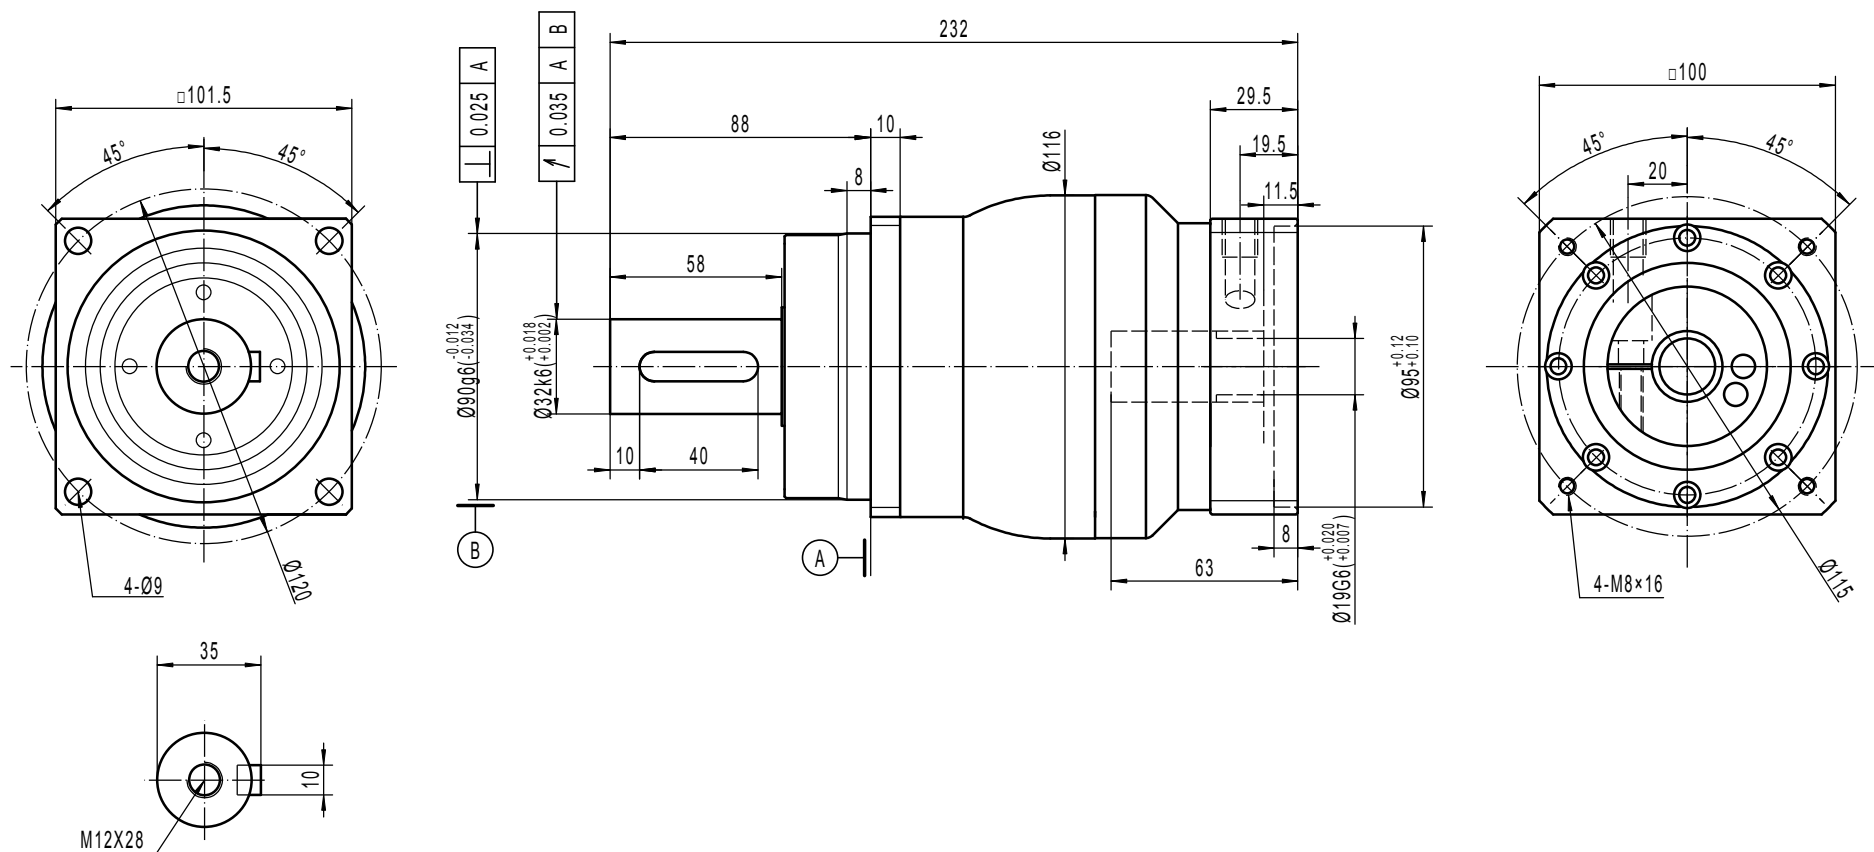 □101.5
45°
45°
4-Ø9
Ø120
⊥ 0.025 A
↗ 0.035 A B
232
88
10
8
58
Ø116
29.5
19.5
11.5
Ø90g6(-0.012 -0.034)
Ø32k6(+0.018 +0.002)
10
40
B
A
63
8
Ø19G6(+0.020 +0.007)
Ø95+0.12 +0.10
□100
45°
45°
20
4-M8×16
Ø115
35
10
M12X28